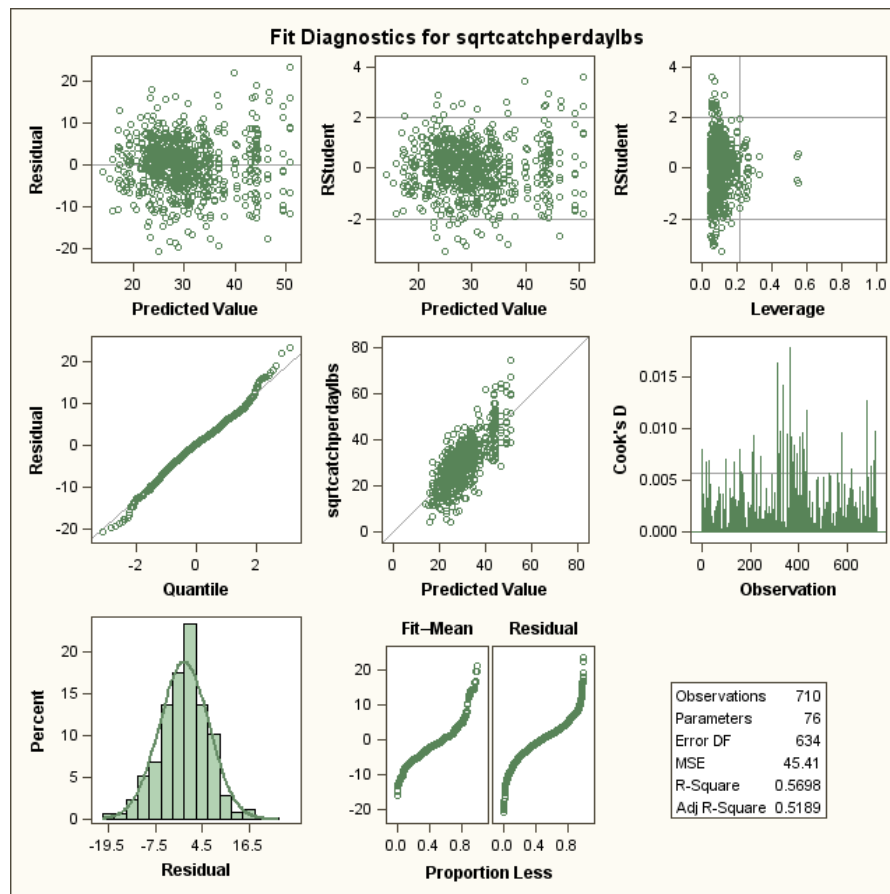 Fit Diagnostics for sqrtcatchperdaylbs
20
10
0
-10
-20
Residual
20 30 40 50
Predicted Value
4
2
0
-2
RStudent
20 30 40 50
Predicted Value
4
2
0
-2
RStudent
0.0 0.2 0.4 0.6 0.8 1.0
Leverage
20
10
0
-10
-20
Residual
-2 0 2
Quantile
80
60
40
20
0
sqrtcatchperdaylbs
0 20 40 60 80
Predicted Value
0.015
0.010
0.005
0.000
Cook's D
0 200 400 600
Observation
20
15
10
5
0
Percent
-19.5 -7.5 4.5 16.5
Residual
Fit–Mean Residual
20
10
0
-10
-20
0.0 0.8 0.0 0.8
Proportion Less
Observations 710
Parameters 76
Error DF 634
MSE 45.41
R-Square 0.5698
Adj R-Square 0.5189